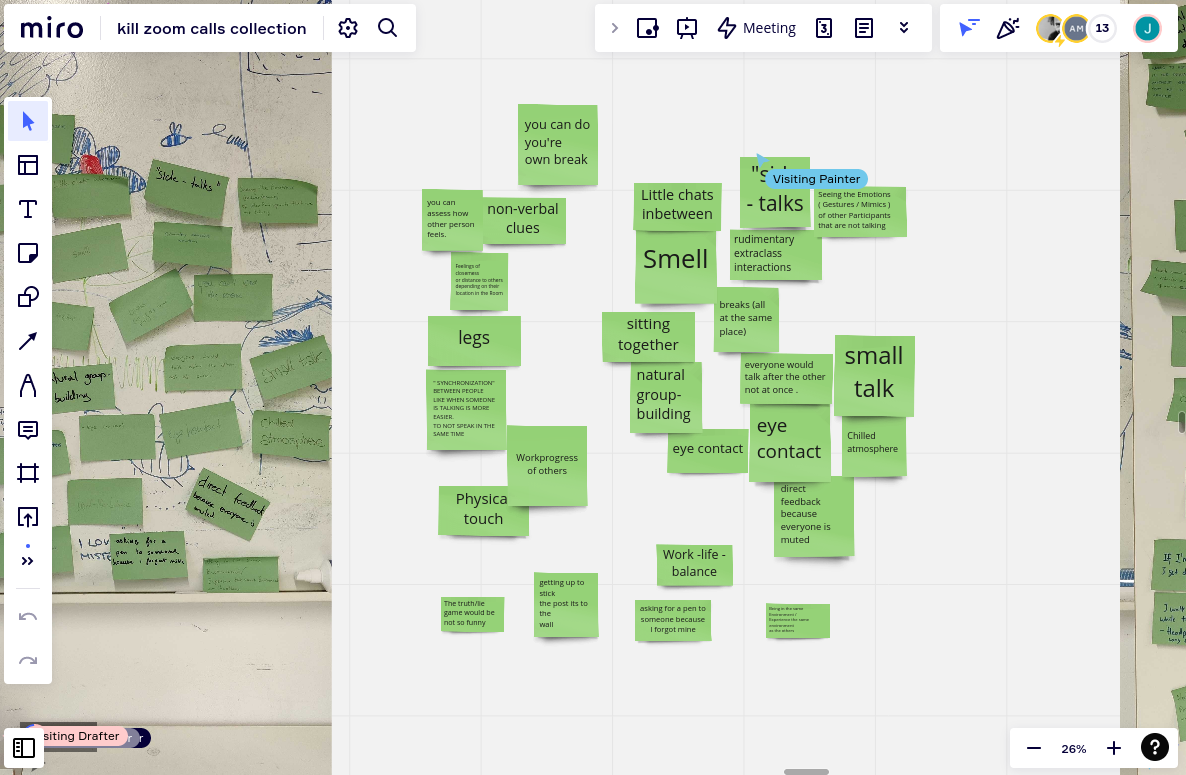 miro
kill zoom calls collection
Meeting
3
AM
13
J
you can do
you're
own break
Visiting Painter
- talks
Little chats
inbetween
Seeing the Emotions
( Gestures / Mimics )
of other Participants
that are not talking
you can
assess how
other person
feels.
non-verbal
clues
Smell
rudimentary
extraclass
interactions
Feelings of
closeness
or distance to others
depending on their
location in the Room
breaks (all
at the same
place)
legs
sitting
together
small
talk
everyone would
talk after the other
not at once .
natural
group-
building
" SYNCHRONIZATION"
BETWEEN PEOPLE
LIKE WHEN SOMEONE
IS TALKING IS MORE
EASIER.
TO NOT SPEAK IN THE
SAME TIME
eye
contact
eye contact
Chilled
atmosphere
Workprogress
of others
Physica
touch
direct
feedback
because
everyone is
muted
Work -life -
balance
getting up to
stick
the post its to
the
wall
The truth/lie
game would be
not so funny
asking for a pen to
someone because
I forgot mine
Being in the same
Environment /
Experience the same
environment
as the others
"Side - talks"
group-
building
small talk
Chilled
Atmosphere
direct feedback
because everyone is
muted
asking for a
pen to someone
because I forgot mine
siting Drafter
r
26%